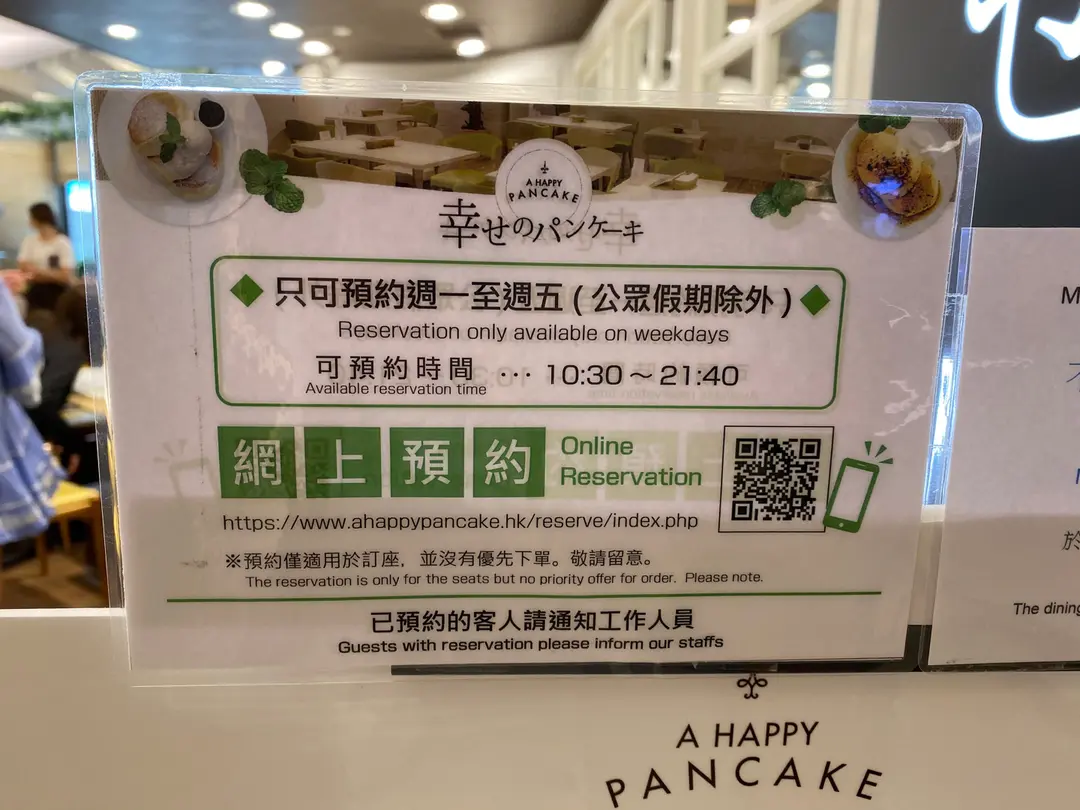 A HAPPY
PANCAKE
幸せのパンケーキ
只可預約週一至週五 ( 公眾假期除外 )
Reservation only available on weekdays
可預約時間 ··· 10:30～21:40
Available reservation time
網上預約
Online
Reservation
https://www.ahappypancake.hk/reserve/index.php
※預約僅適用於訂座，並沒有優先下單。敬請留意。
The reservation is only for the seats but no priority offer for order. Please note.
已預約的客人請通知工作人員
Guests with reservation please inform our staffs
The dining
A HAPPY
PANCAKE